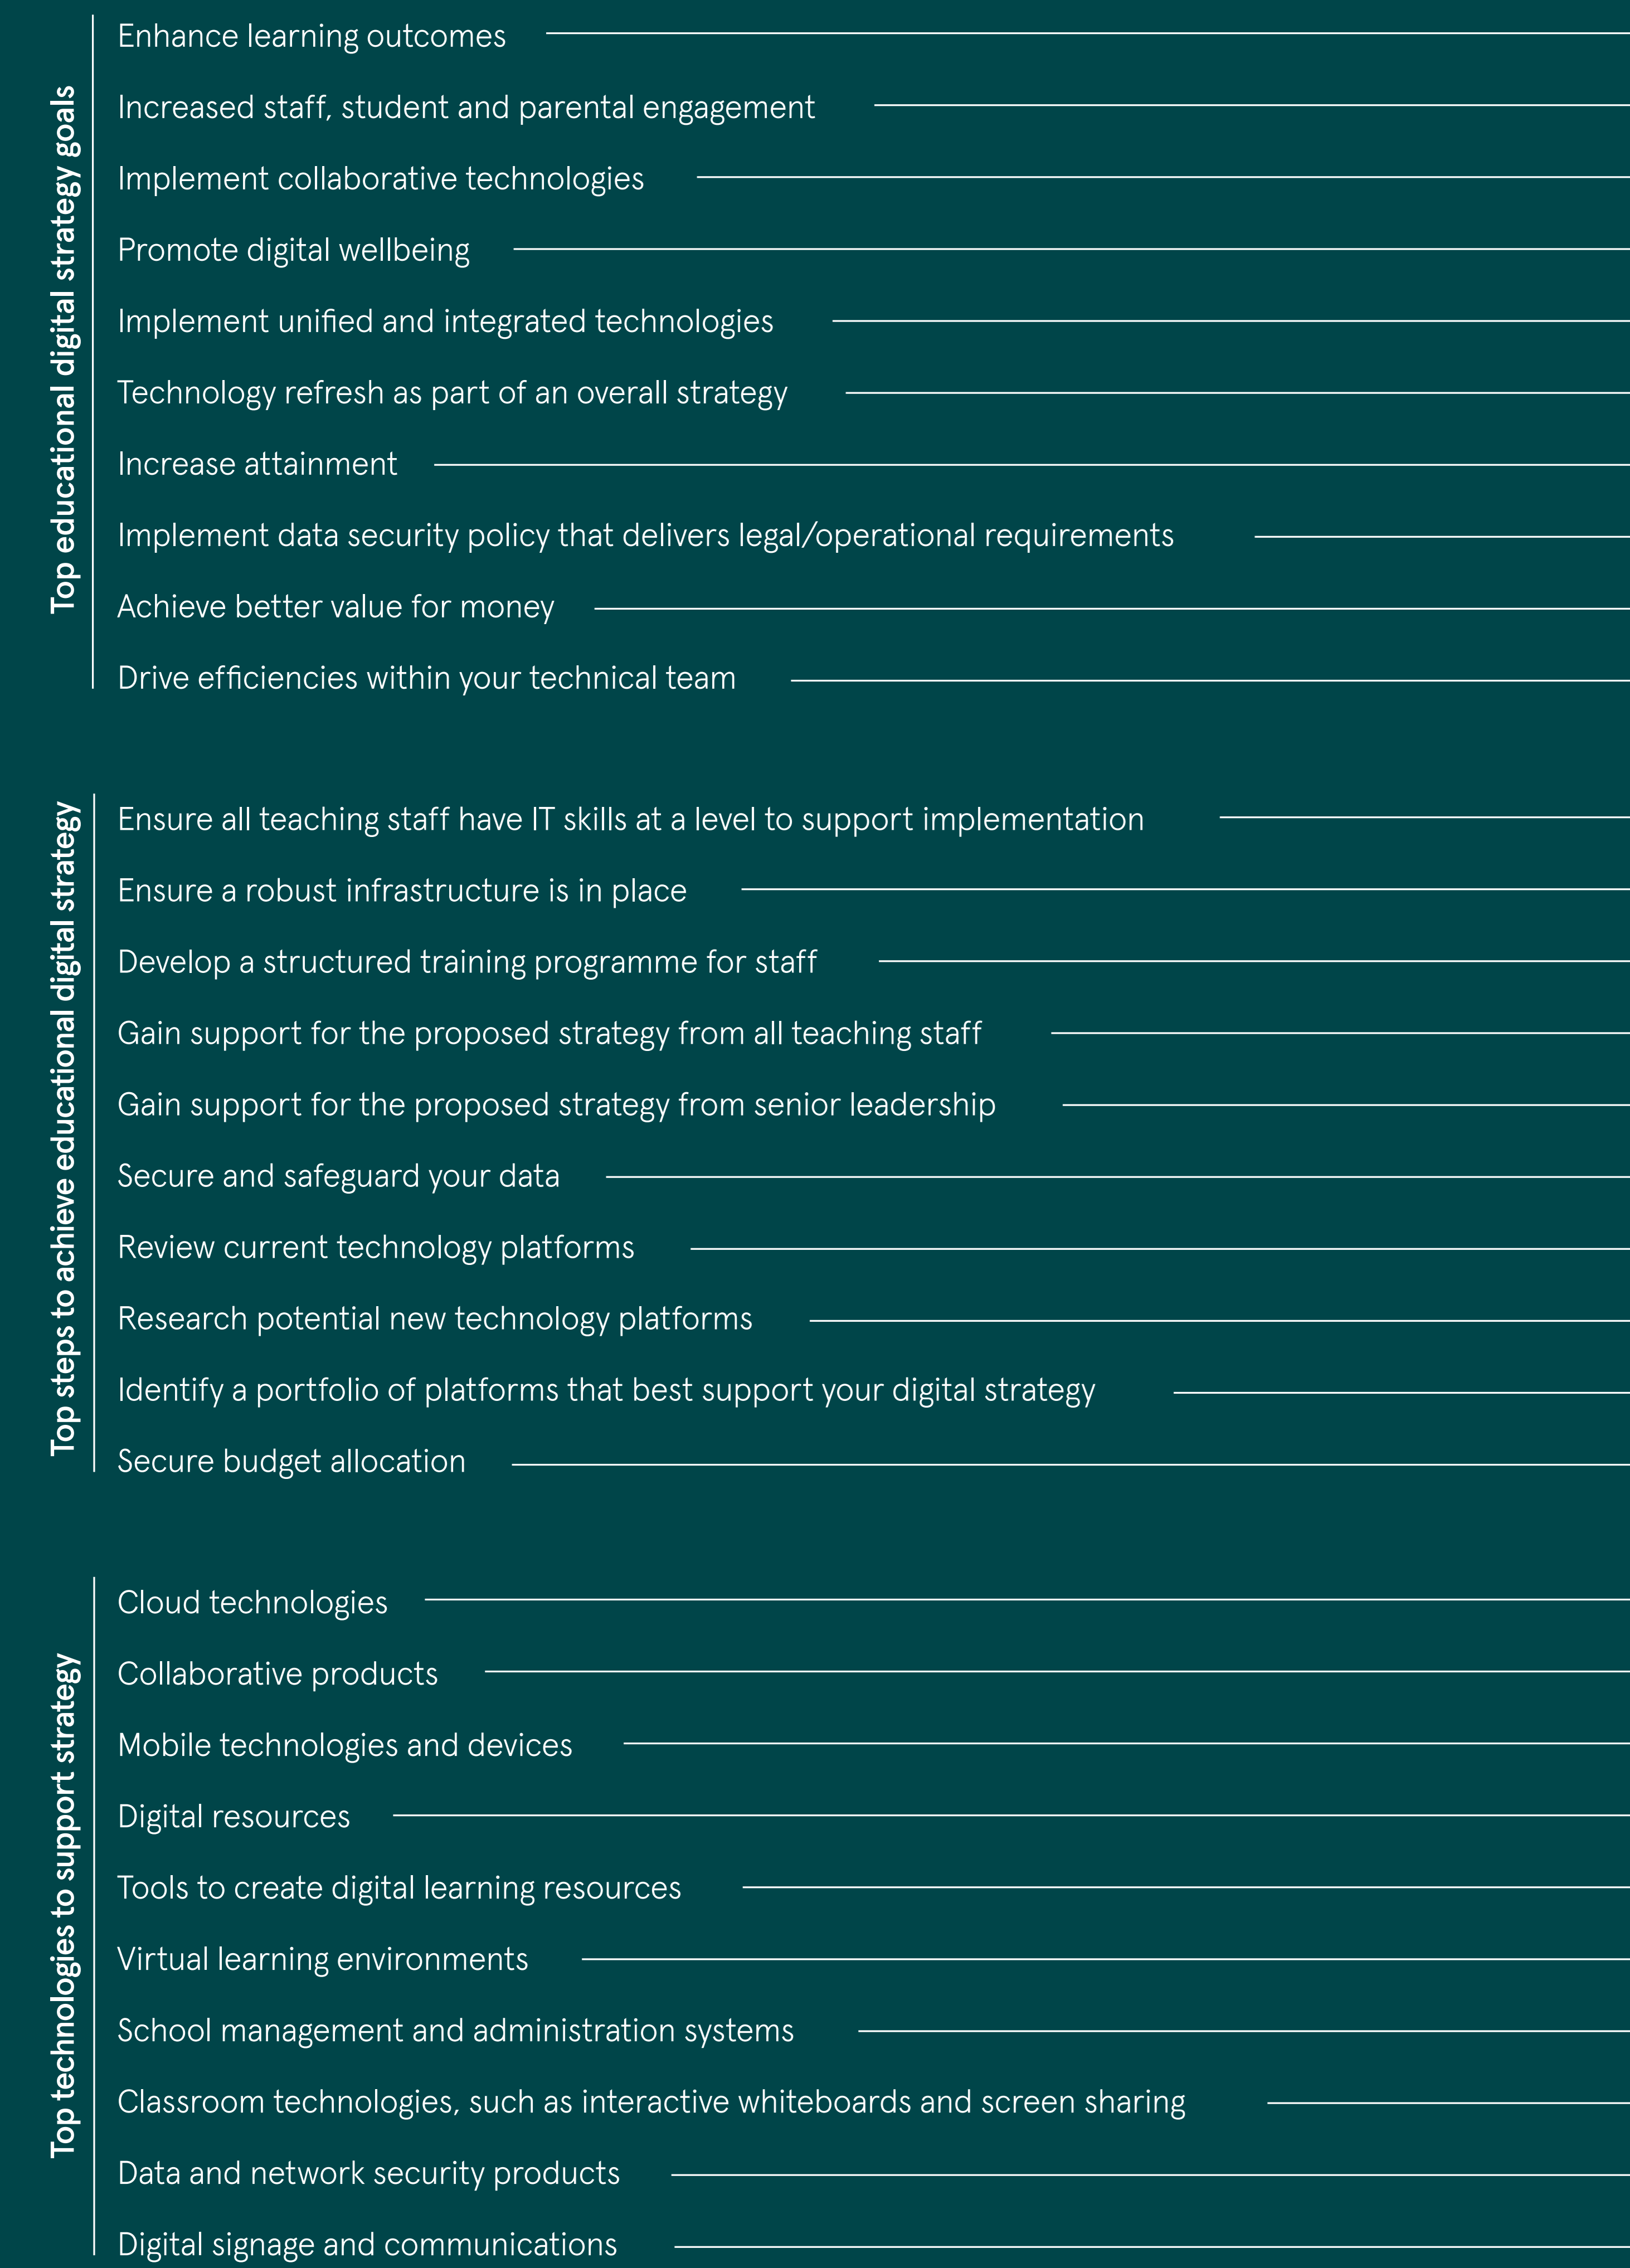 Top educational digital strategy goals
Enhance learning outcomes
Increased staff, student and parental engagement
Implement collaborative technologies
Promote digital wellbeing
Implement unified and integrated technologies
Technology refresh as part of an overall strategy
Increase attainment
Implement data security policy that delivers legal/operational requirements
Achieve better value for money
Drive efficiencies within your technical team
Top steps to achieve educational digital strategy
Ensure all teaching staff have IT skills at a level to support implementation
Ensure a robust infrastructure is in place
Develop a structured training programme for staff
Gain support for the proposed strategy from all teaching staff
Gain support for the proposed strategy from senior leadership
Secure and safeguard your data
Review current technology platforms
Research potential new technology platforms
Identify a portfolio of platforms that best support your digital strategy
Secure budget allocation
Top technologies to support strategy
Cloud technologies
Collaborative products
Mobile technologies and devices
Digital resources
Tools to create digital learning resources
Virtual learning environments
School management and administration systems
Classroom technologies, such as interactive whiteboards and screen sharing
Data and network security products
Digital signage and communications